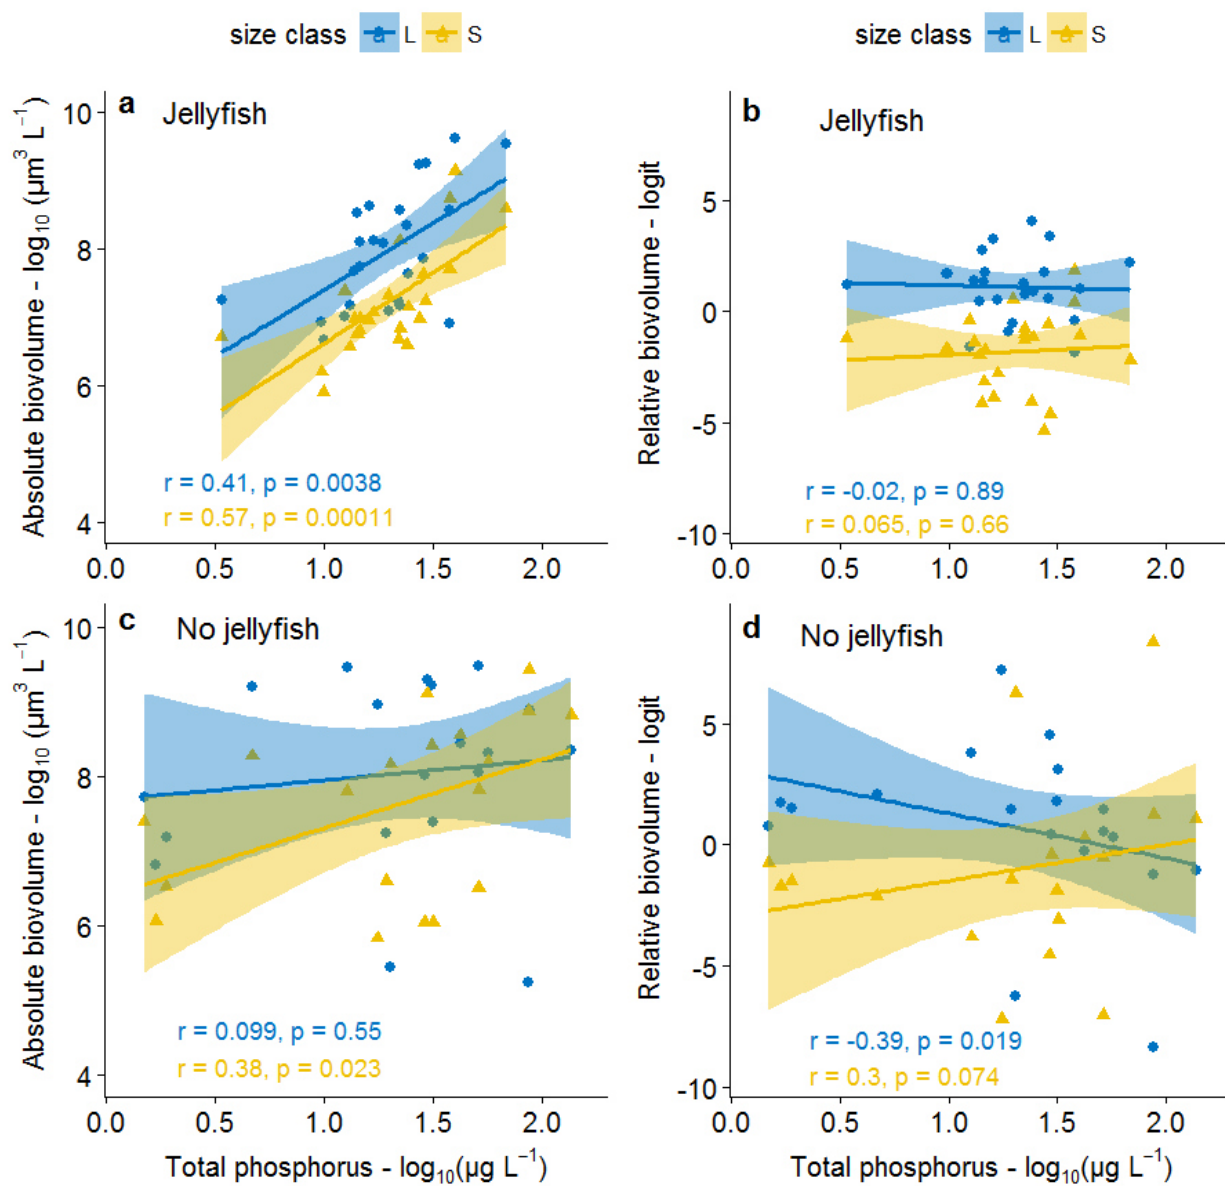 size class L S
size class L S
a Jellyfish
Absolute biovolume - log₁₀ (µm³ L⁻¹)
10
8
6
4
r = 0.41, p = 0.0038
r = 0.57, p = 0.00011
0.0 0.5 1.0 1.5 2.0
b Jellyfish
Relative biovolume - logit
5
0
-5
-10
r = -0.02, p = 0.89
r = 0.065, p = 0.66
0.0 0.5 1.0 1.5 2.0
c No jellyfish
Absolute biovolume - log₁₀ (µm³ L⁻¹)
10
8
6
4
r = 0.099, p = 0.55
r = 0.38, p = 0.023
0.0 0.5 1.0 1.5 2.0
Total phosphorus - log₁₀(µg L⁻¹)
d No jellyfish
Relative biovolume - logit
5
0
-5
-10
r = -0.39, p = 0.019
r = 0.3, p = 0.074
0.0 0.5 1.0 1.5 2.0
Total phosphorus - log₁₀(µg L⁻¹)